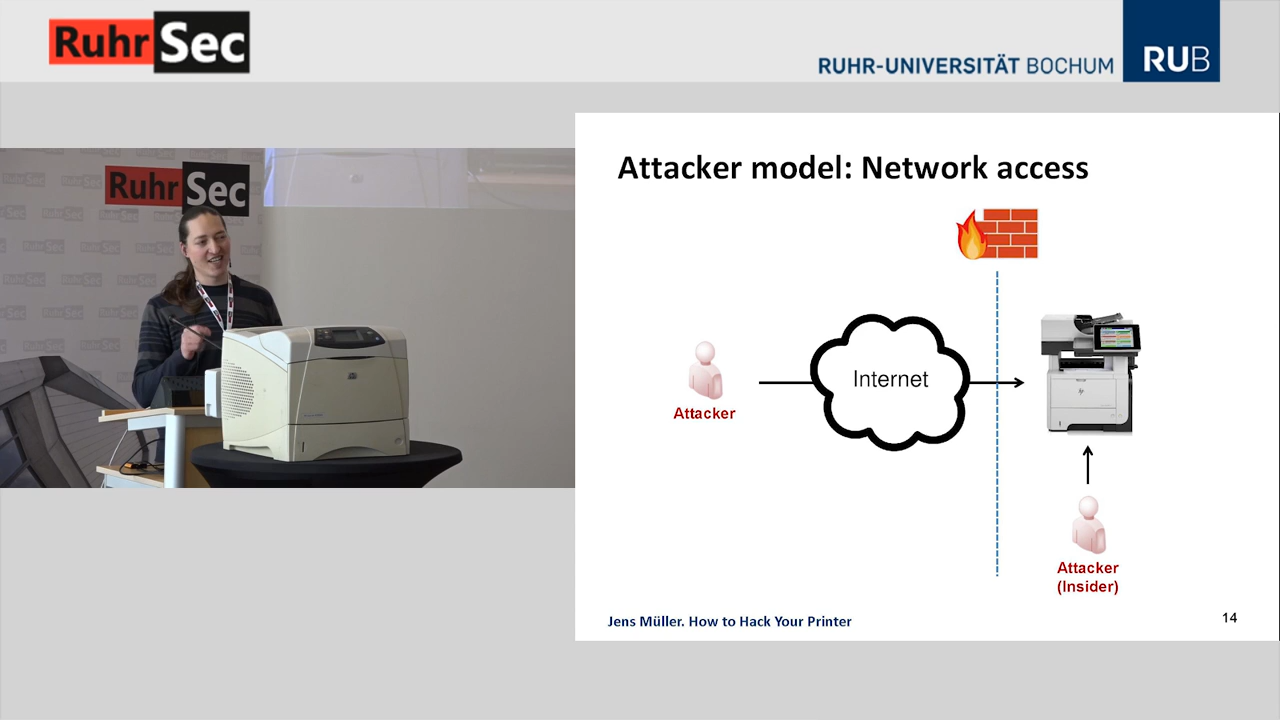 RuhrSec
RUHR-UNIVERSITÄT BOCHUM RUB
RuhrSec
Attacker model: Network access
Internet
Attacker
Attacker
(Insider)
Jens Müller. How to Hack Your Printer
14